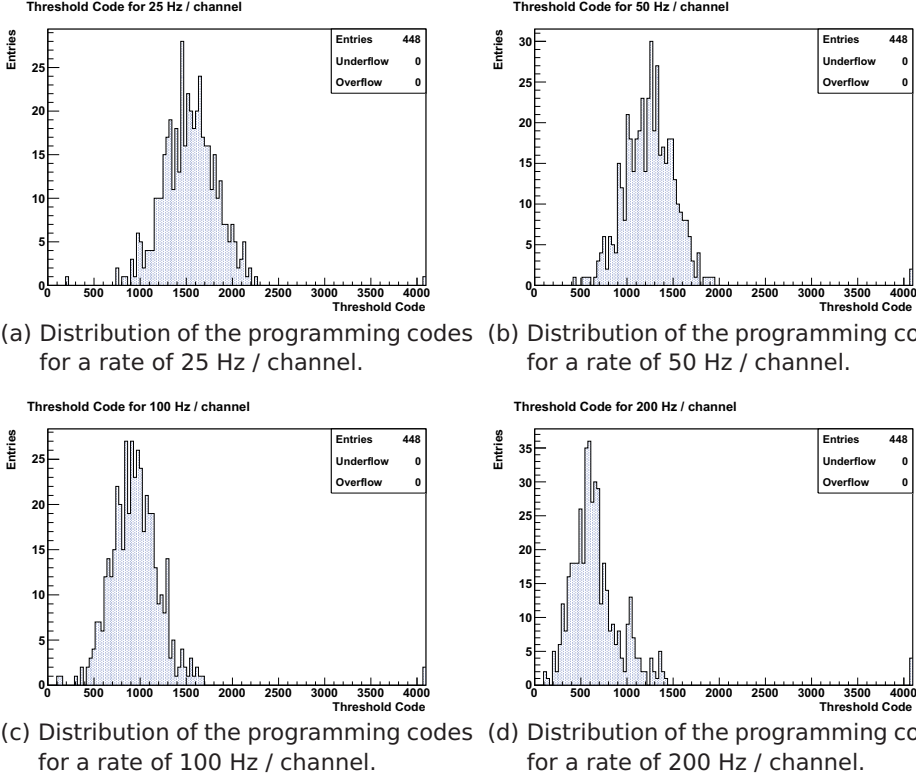 Threshold Code for 25 Hz / channel
Entries
Entries 448
Underflow 0
Overflow 0
25
20
15
10
5
0
0 500 1000 1500 2000 2500 3000 3500 4000
Threshold Code
(a) Distribution of the programming codes
for a rate of 25 Hz / channel.
Threshold Code for 50 Hz / channel
Entries
Entries 448
Underflow 0
Overflow 0
30
25
20
15
10
5
0
0 500 1000 1500 2000 2500 3000 3500 4000
Threshold Code
(b) Distribution of the programming co
for a rate of 50 Hz / channel.
Threshold Code for 100 Hz / channel
Entries
Entries 448
Underflow 0
Overflow 0
25
20
15
10
5
0
0 500 1000 1500 2000 2500 3000 3500 4000
Threshold Code
(c) Distribution of the programming codes
for a rate of 100 Hz / channel.
Threshold Code for 200 Hz / channel
Entries
Entries 448
Underflow 0
Overflow 0
35
30
25
20
15
10
5
0
0 500 1000 1500 2000 2500 3000 3500 4000
Threshold Code
(d) Distribution of the programming co
for a rate of 200 Hz / channel.